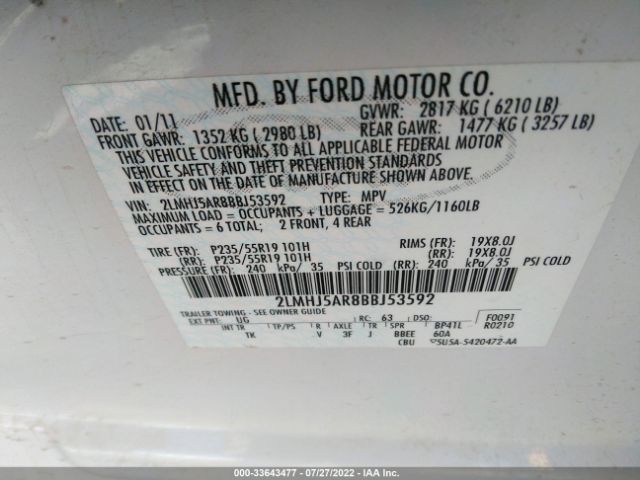 MFD. BY FORD MOTOR CO.
DATE: 01/11 GVWR: 2817 KG ( 6210 LB)
FRONT GAWR: 1352 KG ( 2980 LB) REAR GAWR: 1477 KG ( 3257 LB)
THIS VEHICLE CONFORMS TO ALL APPLICABLE FEDERAL MOTOR
VEHICLE SAFETY AND THEFT PREVENTION STANDARDS
IN EFFECT ON THE DATE OF MANUFACTURE SHOWN ABOVE.
VIN: 2LMHJ5AR8BBJ53592 TYPE: MPV
MAXIMUM LOAD = OCCUPANTS + LUGGAGE = 526KG/1160LB
OCCUPANTS = 6 TOTAL; 2 FRONT, 4 REAR
TIRE (FR): P235/55R19 101H RIMS (FR): 19X8.0J
(RR): P235/55R19 101H (RR): 19X8.0J
PRESSURE (FR): 240 kPa/ 35 PSI COLD (RR): 240 kPa/ 35 PSI COLD
2LMHJ5AR8BBJ53592
TRAILER TOWING - SEE OWNER GUIDE
EXT PNT: UG RC: 63 DSO: F0091
INT TR TP/PS R AXLE TR SPR BP41L R0210
TK V 3F J BBEE 60A
CBU 5U5A-5420472-AA
000-33643477 - 07/27/2022 - IAA Inc.